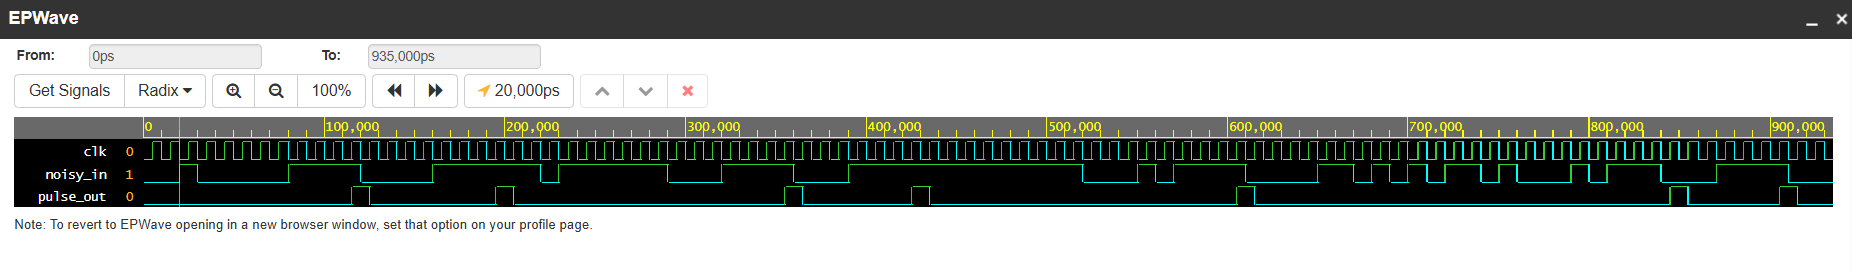 EPWave
From: 0ps To: 935,000ps
Get Signals Radix 100% 20,000ps
0 100,000 200,000 300,000 400,000 500,000 600,000 700,000 800,000 900,000
clk 0
noisy_in 1
pulse_out 0
Note: To revert to EPWave opening in a new browser window, set that option on your profile page.